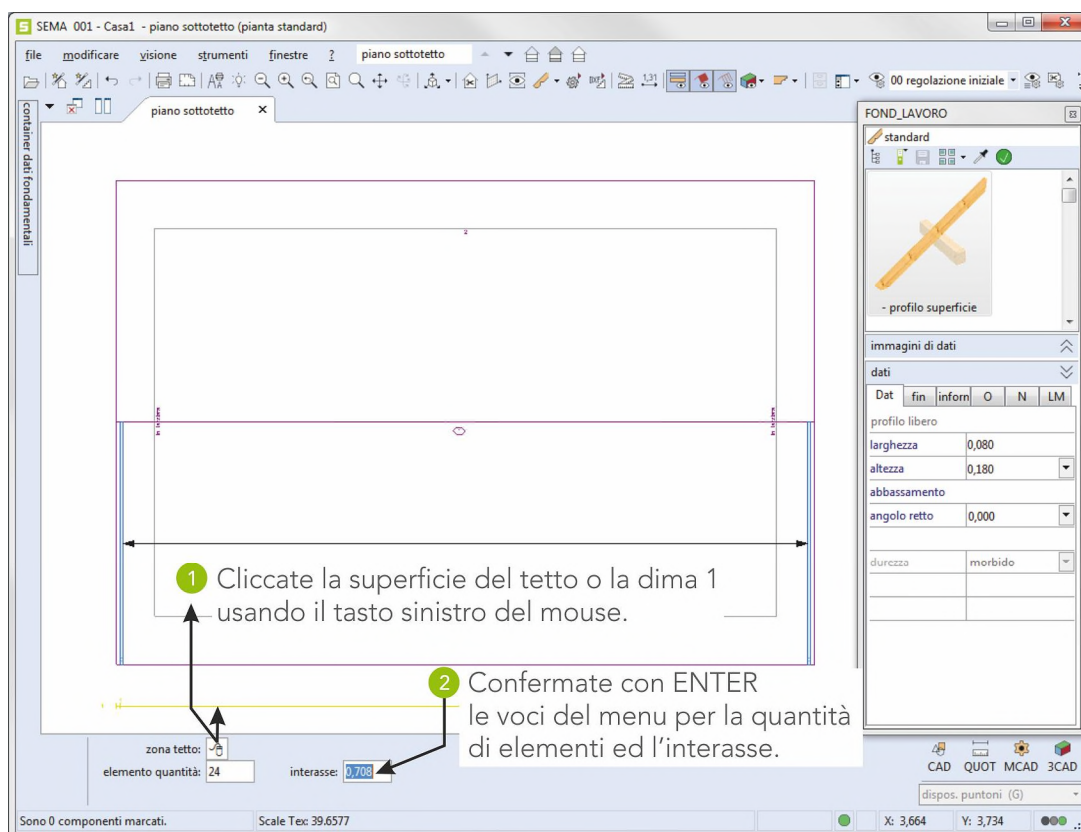 SEMA 001 - Casa1 - piano sottotetto (pianta standard)
file modificare visione strumenti finestre ? piano sottotetto
1,31 00 regolazione iniziale
container dati fondamentali
piano sottotetto
FOND_LAVORO
standard
- profilo superficie
immagini di dati
dati
Dat fin inforn O N LM
profilo libero
larghezza 0,080
altezza 0,180
abbassamento
angolo retto 0,000
durezza morbido
2
1 Cliccate la superficie del tetto o la dima 1
usando il tasto sinistro del mouse.
2 Confermate con ENTER
le voci del menu per la quantità
di elementi ed l'interasse.
zona tetto:
elemento quantità: 24 interasse: 0,708
CAD QUOT MCAD 3CAD
dispos. puntoni (G)
Sono 0 componenti marcati. Scale Tex: 39.6577 X: 3,664 Y: 3,734